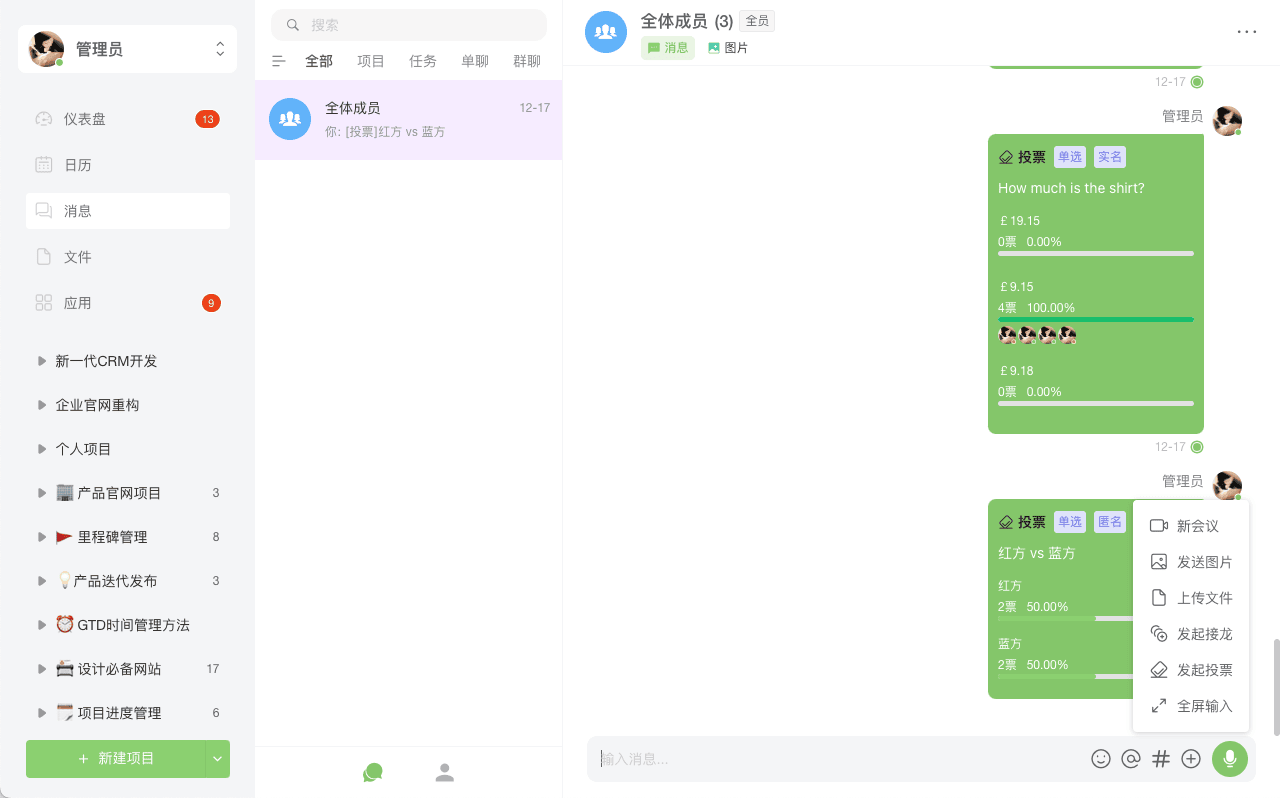 管理员
仪表盘 13
日历
消息
文件
应用 9
新一代CRM开发
企业官网重构
个人项目
产品官网项目 3
里程碑管理 8
产品迭代发布 3
GTD时间管理方法
设计必备网站 17
项目进度管理 6
+ 新建项目
搜索
全部 项目 任务 单聊 群聊
全体成员 12-17
你: [投票]红方 vs 蓝方
全体成员 (3) 全员
消息 图片
12-17
管理员
投票 单选 实名
How much is the shirt?
￡19.15
0票 0.00%
￡9.15
4票 100.00%
￡9.18
0票 0.00%
12-17
管理员
投票 单选 匿名
红方 vs 蓝方
红方
2票 50.00%
蓝方
2票 50.00%
新会议
发送图片
上传文件
发起接龙
发起投票
全屏输入
输入消息...